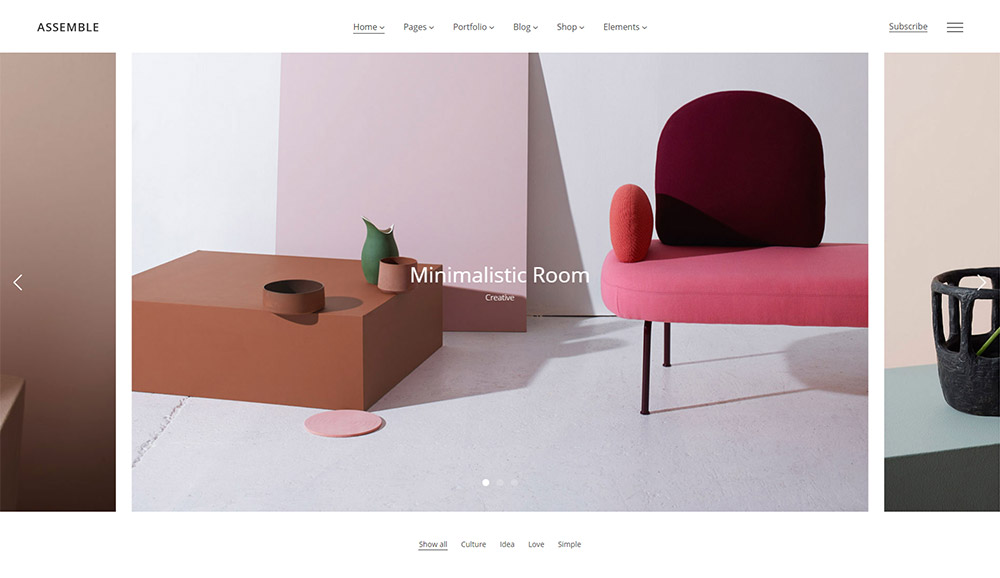 ASSEMBLE
Home Pages Portfolio Blog Shop Elements
Subscribe
Minimalistic Room
Creative
Show all Culture Idea Love Simple